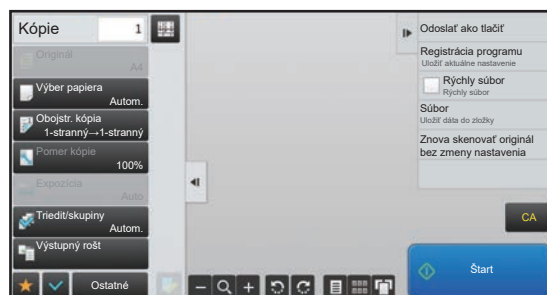 Kópie 1
Originál
A4
Výber papiera
Autom.
Obojstr. kópia
1-stranný→1-stranný
Pomer kópie
100%
Expozícia
Auto
Triediť/skupiny
Autom.
Výstupný rošt
Ostatné
Odoslať ako tlačiť
Registrácia programu
Uložiť aktuálne nastavenie
Rýchly súbor
Rýchly súbor
Súbor
Uložiť dáta do zložky
Znova skenovať originál
bez zmeny nastavenia
CA
Štart